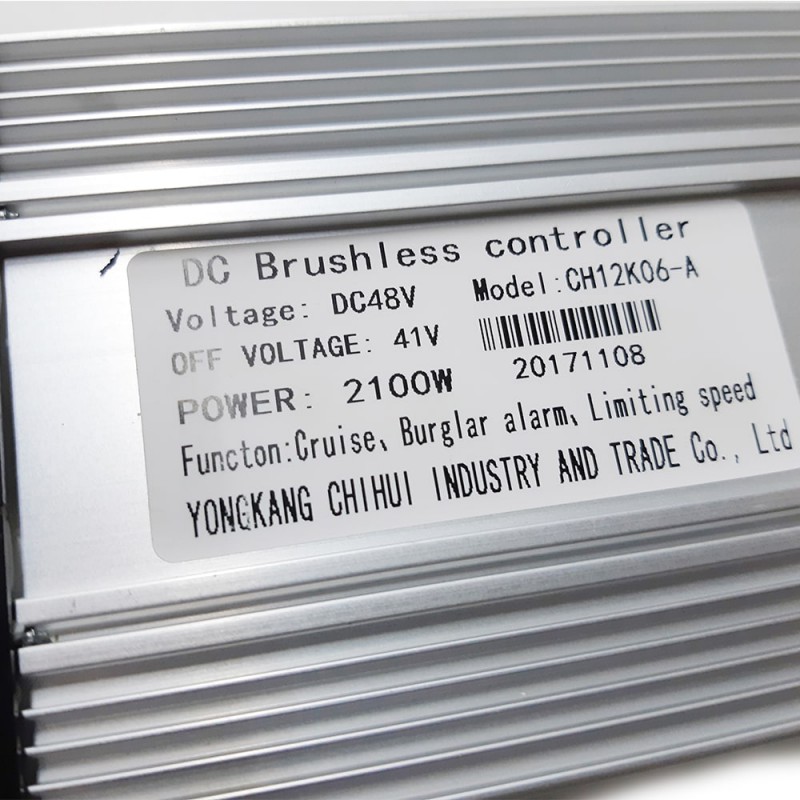 DC Brushless controller
Voltage: DC48V Model:CH12K06-A
OFF VOLTAGE: 41V
POWER: 2100W 20171108
Functon:Cruise、Burglar alarm、Limiting speed
YONGKANG CHIHUI INDUSTRY AND TRADE Co., Ltd